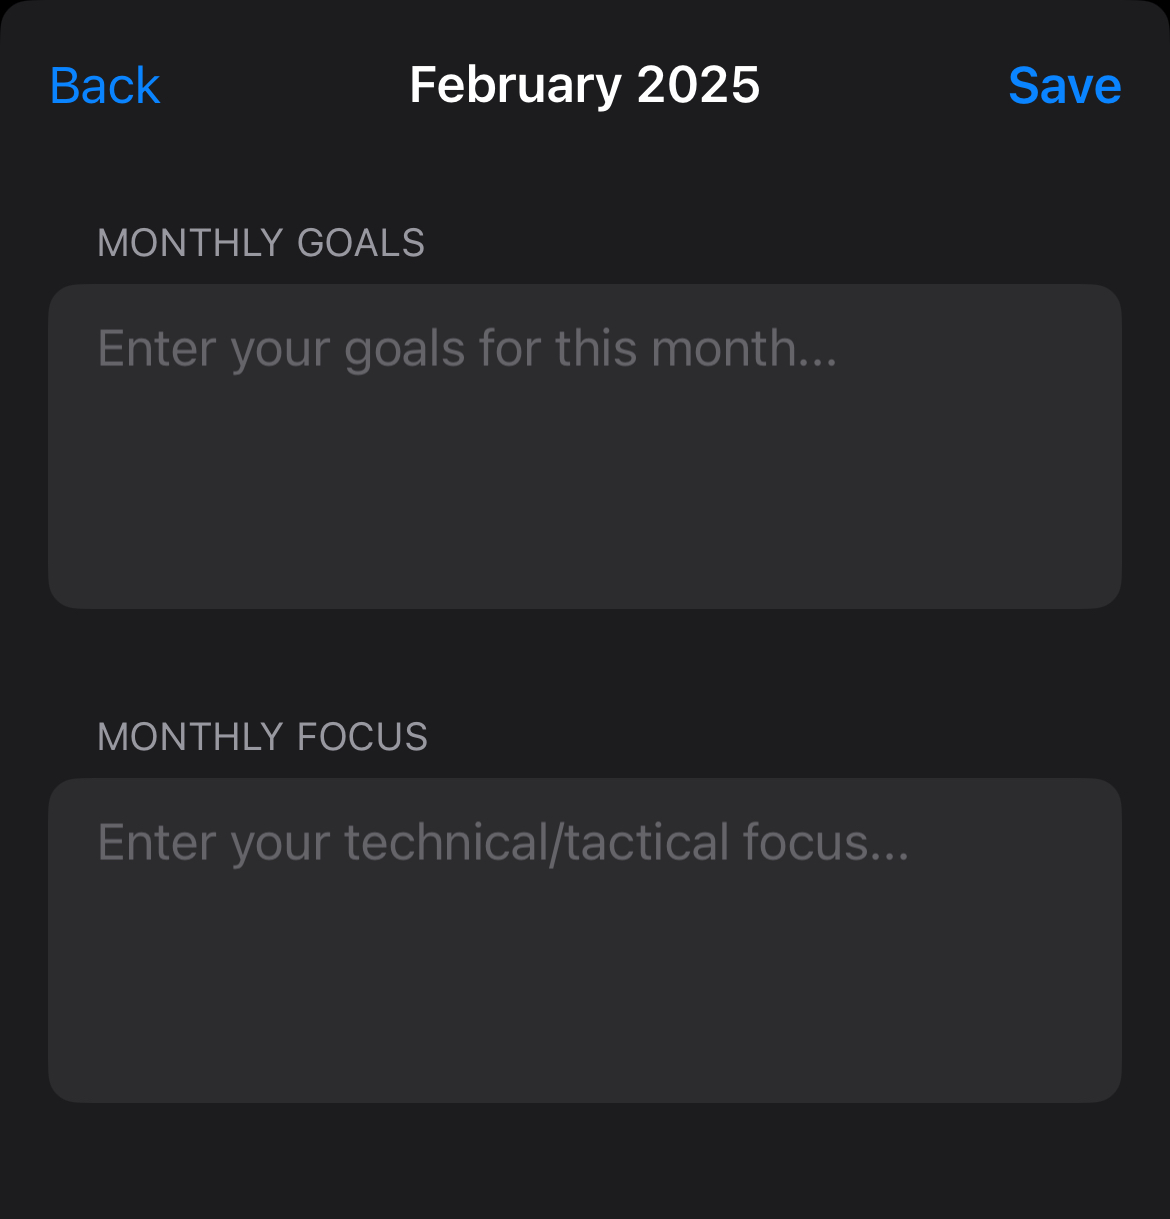 Back
February 2025
Save
MONTHLY GOALS
Enter your goals for this month...
MONTHLY FOCUS
Enter your technical/tactical focus...